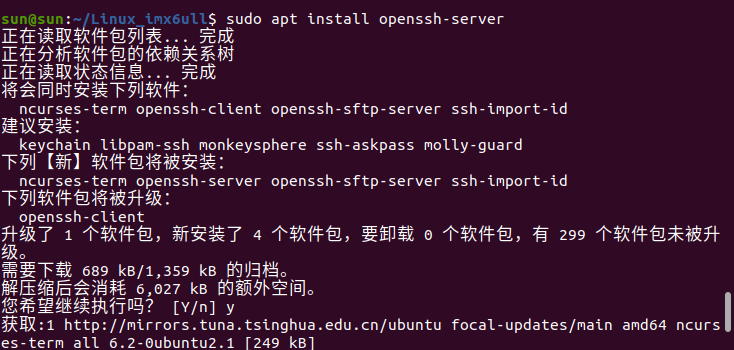 sun@sun:~/Linux_imx6ull$ sudo apt install openssh-server
正在读取软件包列表... 完成
正在分析软件包的依赖关系树
正在读取状态信息... 完成
将会同时安装下列软件：
  ncurses-term openssh-client openssh-sftp-server ssh-import-id
建议安装：
  keychain libpam-ssh monkeysphere ssh-askpass molly-guard
下列【新】软件包将被安装：
  ncurses-term openssh-server openssh-sftp-server ssh-import-id
下列软件包将被升级：
  openssh-client
升级了 1 个软件包，新安装了 4 个软件包，要卸载 0 个软件包，有 299 个软件包未被升
级。
需要下载 689 kB/1,359 kB 的归档。
解压缩后会消耗 6,027 kB 的额外空间。
您希望继续执行吗？ [Y/n] y
获取:1 http://mirrors.tuna.tsinghua.edu.cn/ubuntu focal-updates/main amd64 ncurs
es-term all 6.2-0ubuntu2.1 [249 kB]